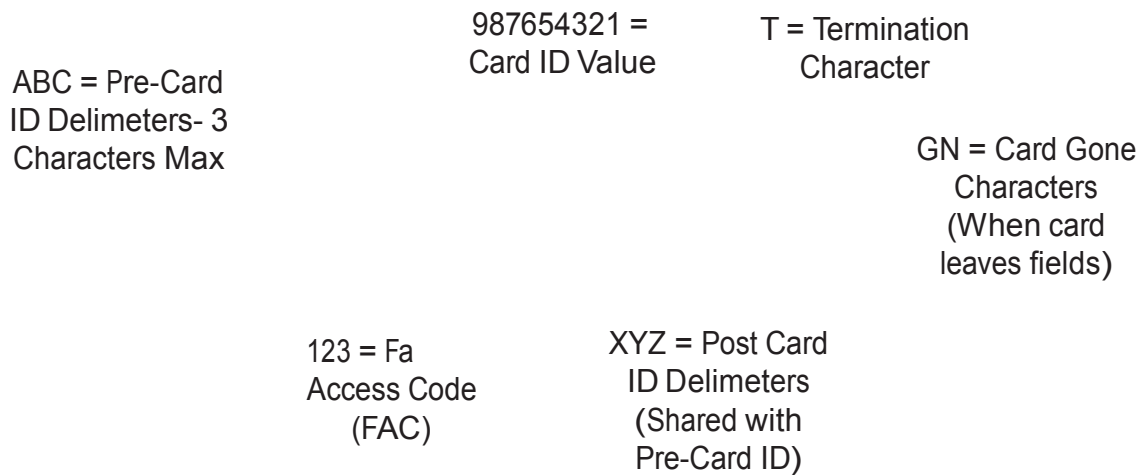 ABC = Pre-Card
ID Delimeters- 3
Characters Max
987654321 =
Card ID Value
T = Termination
Character
GN = Card Gone
Characters
(When card
leaves fields)
123 = Fa
Access Code
(FAC)
XYZ = Post Card
ID Delimeters
(Shared with
Pre-Card ID)